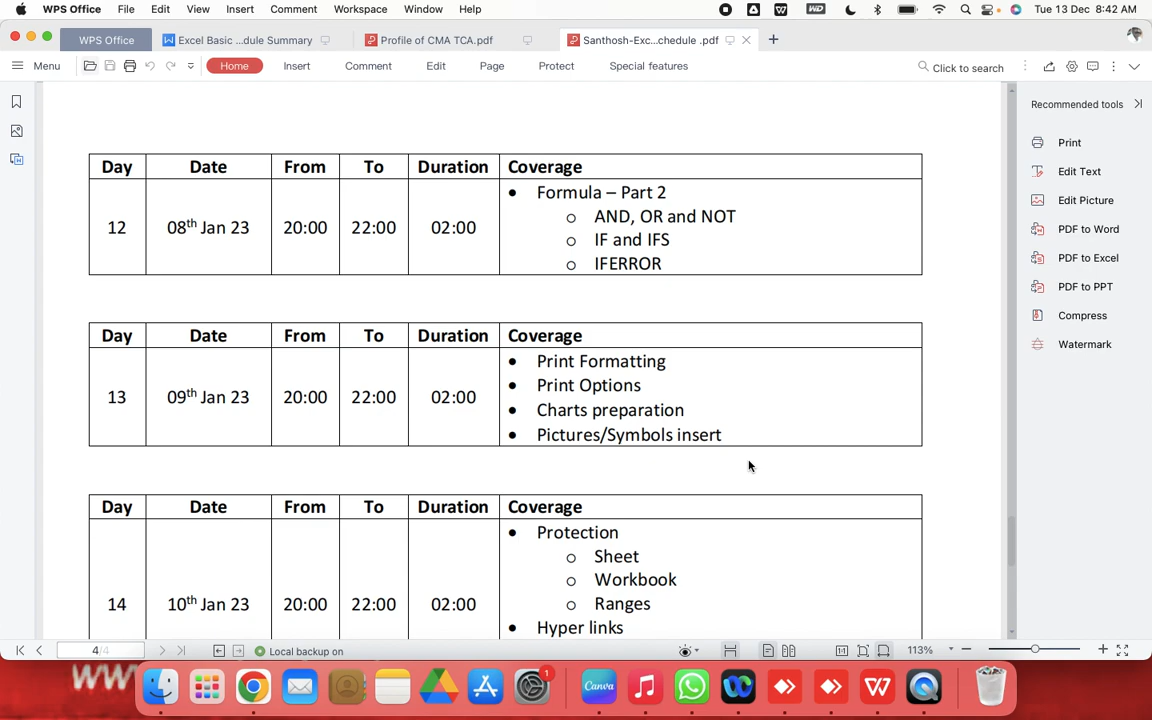 WPS Office File Edit View Insert Comment Workspace Window Help Tue 13 Dec 8:42 AM
WPS Office Excel Basic ...dule Summary Profile of CMA TCA.pdf Santhosh-Exc...chedule .pdf
Menu Home Insert Comment Edit Page Protect Special features Click to search
Recommended tools
Print
Edit Text
Edit Picture
PDF to Word
PDF to Excel
PDF to PPT
Compress
Watermark
Day Date From To Duration Coverage
12 08th Jan 23 20:00 22:00 02:00
• Formula – Part 2
o AND, OR and NOT
o IF and IFS
o IFERROR
Day Date From To Duration Coverage
13 09th Jan 23 20:00 22:00 02:00
• Print Formatting
• Print Options
• Charts preparation
• Pictures/Symbols insert
Day Date From To Duration Coverage
14 10th Jan 23 20:00 22:00 02:00
• Protection
o Sheet
o Workbook
o Ranges
• Hyper links
4/4 Local backup on 113%
Canva
1